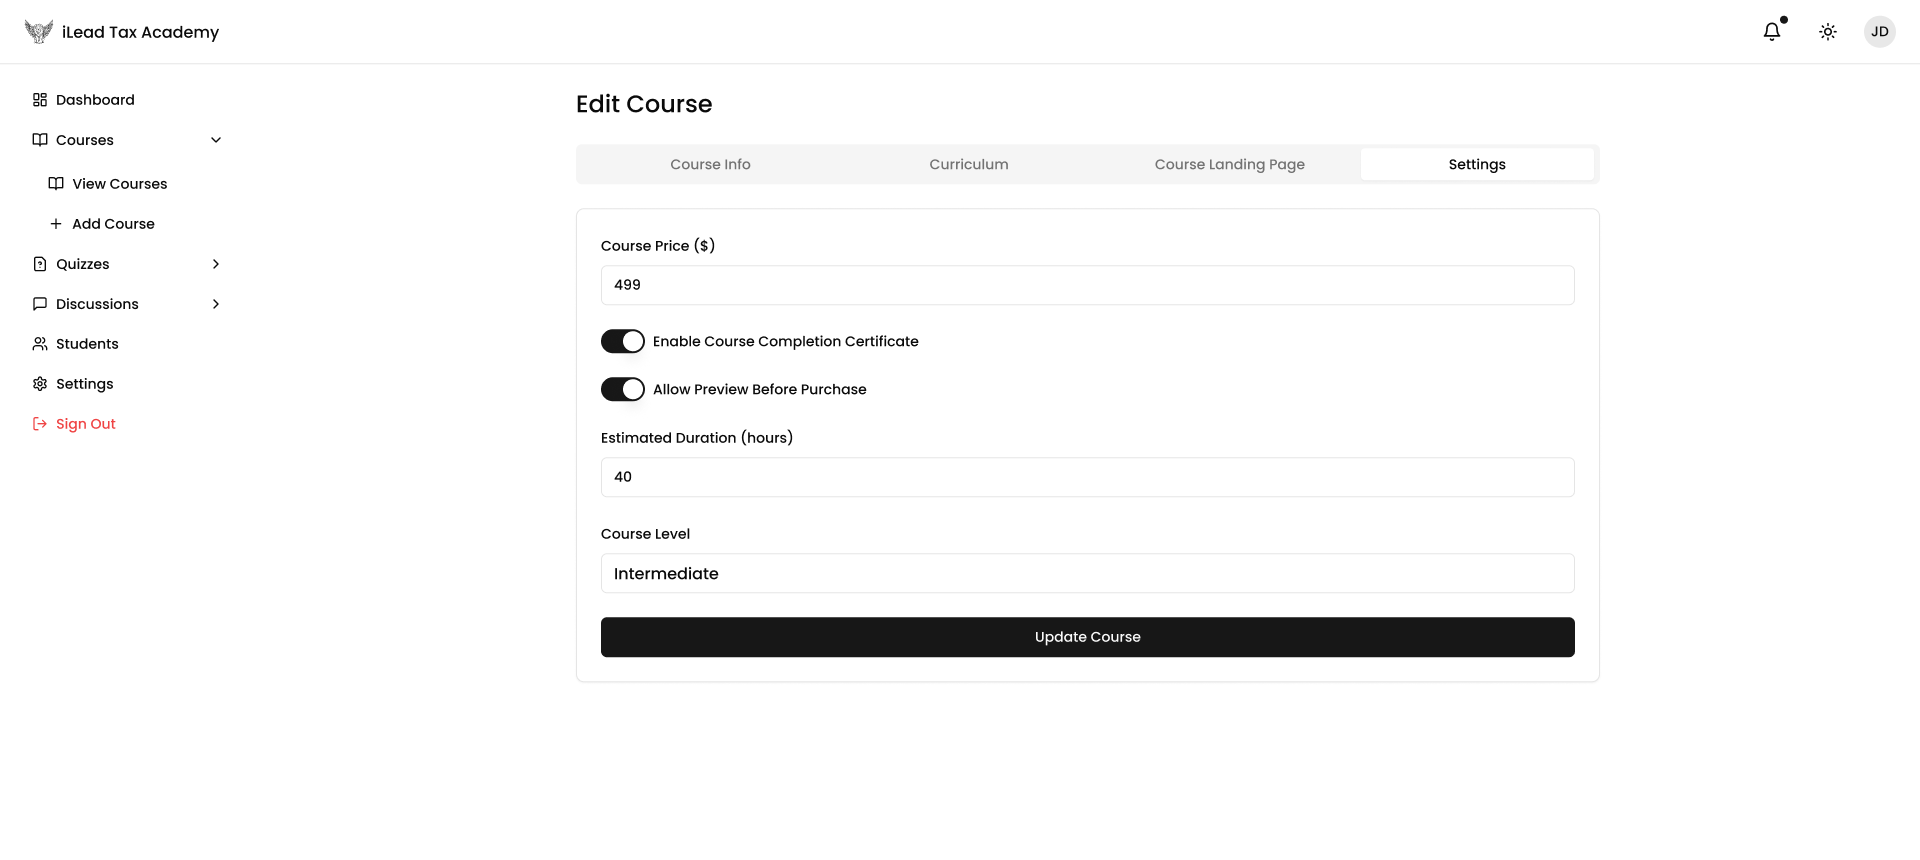 iLead Tax Academy
JD
Dashboard
Courses
View Courses
Add Course
Quizzes
Discussions
Students
Settings
Sign Out
Edit Course
Course Info
Curriculum
Course Landing Page
Settings
Course Price ($)
499
Enable Course Completion Certificate
Allow Preview Before Purchase
Estimated Duration (hours)
40
Course Level
Intermediate
Update Course